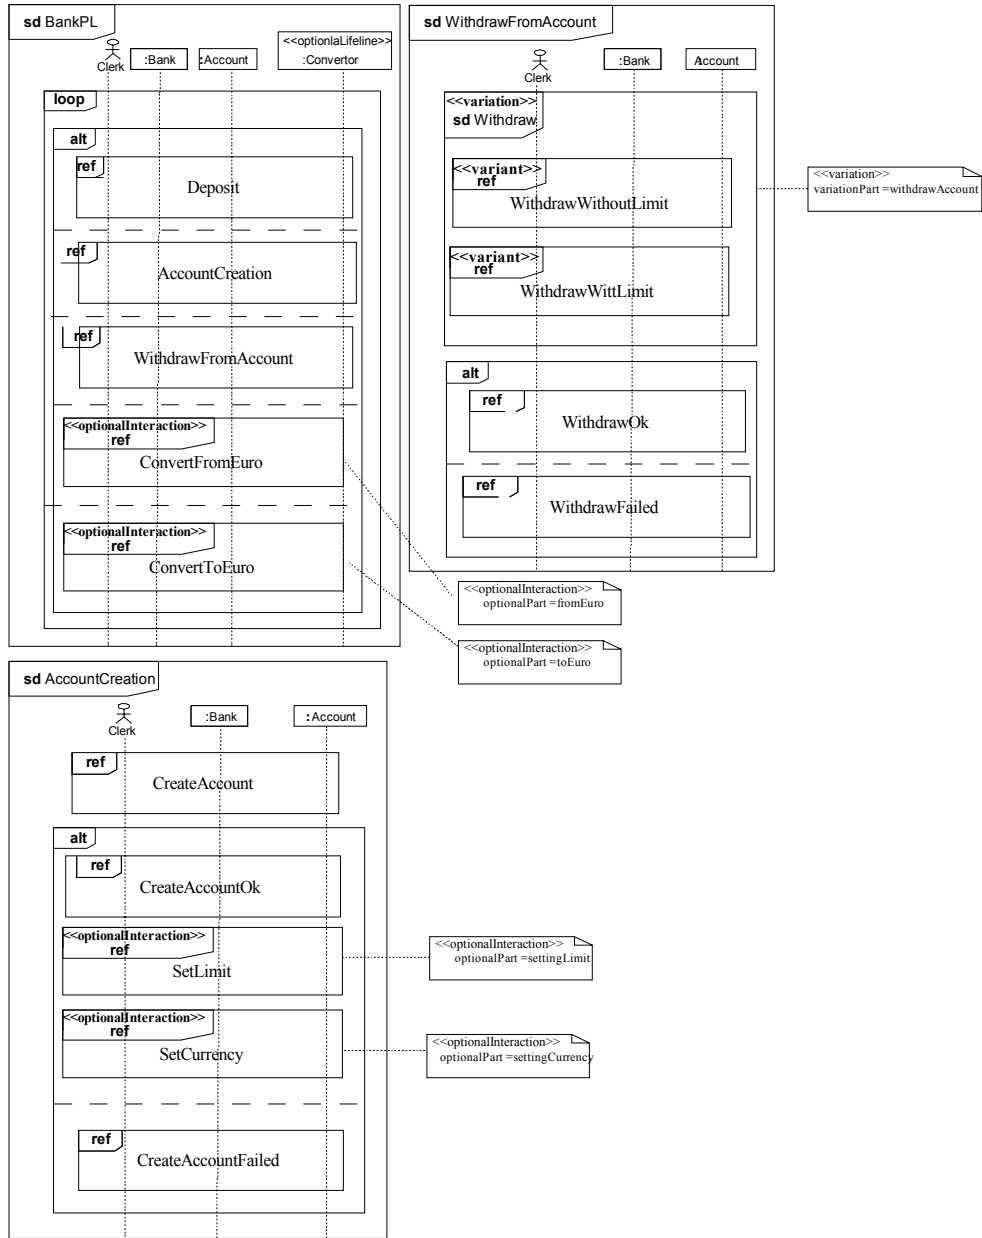 sd BankPL
<<optionlaLifeline>>
Clerk
:Bank
:Account
:Convertor
loop
alt
ref
Deposit
ref
AccountCreation
ref
WithdrawFromAccount
<<optionalInteraction>>
ref
ConvertFromEuro
<<optionalInteraction>>
ref
ConvertToEuro
sd WithdrawFromAccount
Clerk
:Bank
Account
<<variation>>
sd Withdraw
<<variant>>
ref
WithdrawWithoutLimit
<<variant>>
ref
WithdrawWittLimit
alt
ref
WithdrawOk
ref
WithdrawFailed
<<variation>>
variationPart =withdrawAccount
<<optionalInteraction>>
optionalPart =fromEuro
<<optionalInteraction>>
optionalPart =toEuro
sd AccountCreation
Clerk
:Bank
:Account
ref
CreateAccount
alt
ref
CreateAccountOk
<<optionalInteraction>>
ref
SetLimit
<<optionalInteraction>>
ref
SetCurrency
ref
CreateAccountFailed
<<optionalInteraction>>
optionalPart =settingLimit
<<optionalInteraction>>
optionalPart =settingCurrency